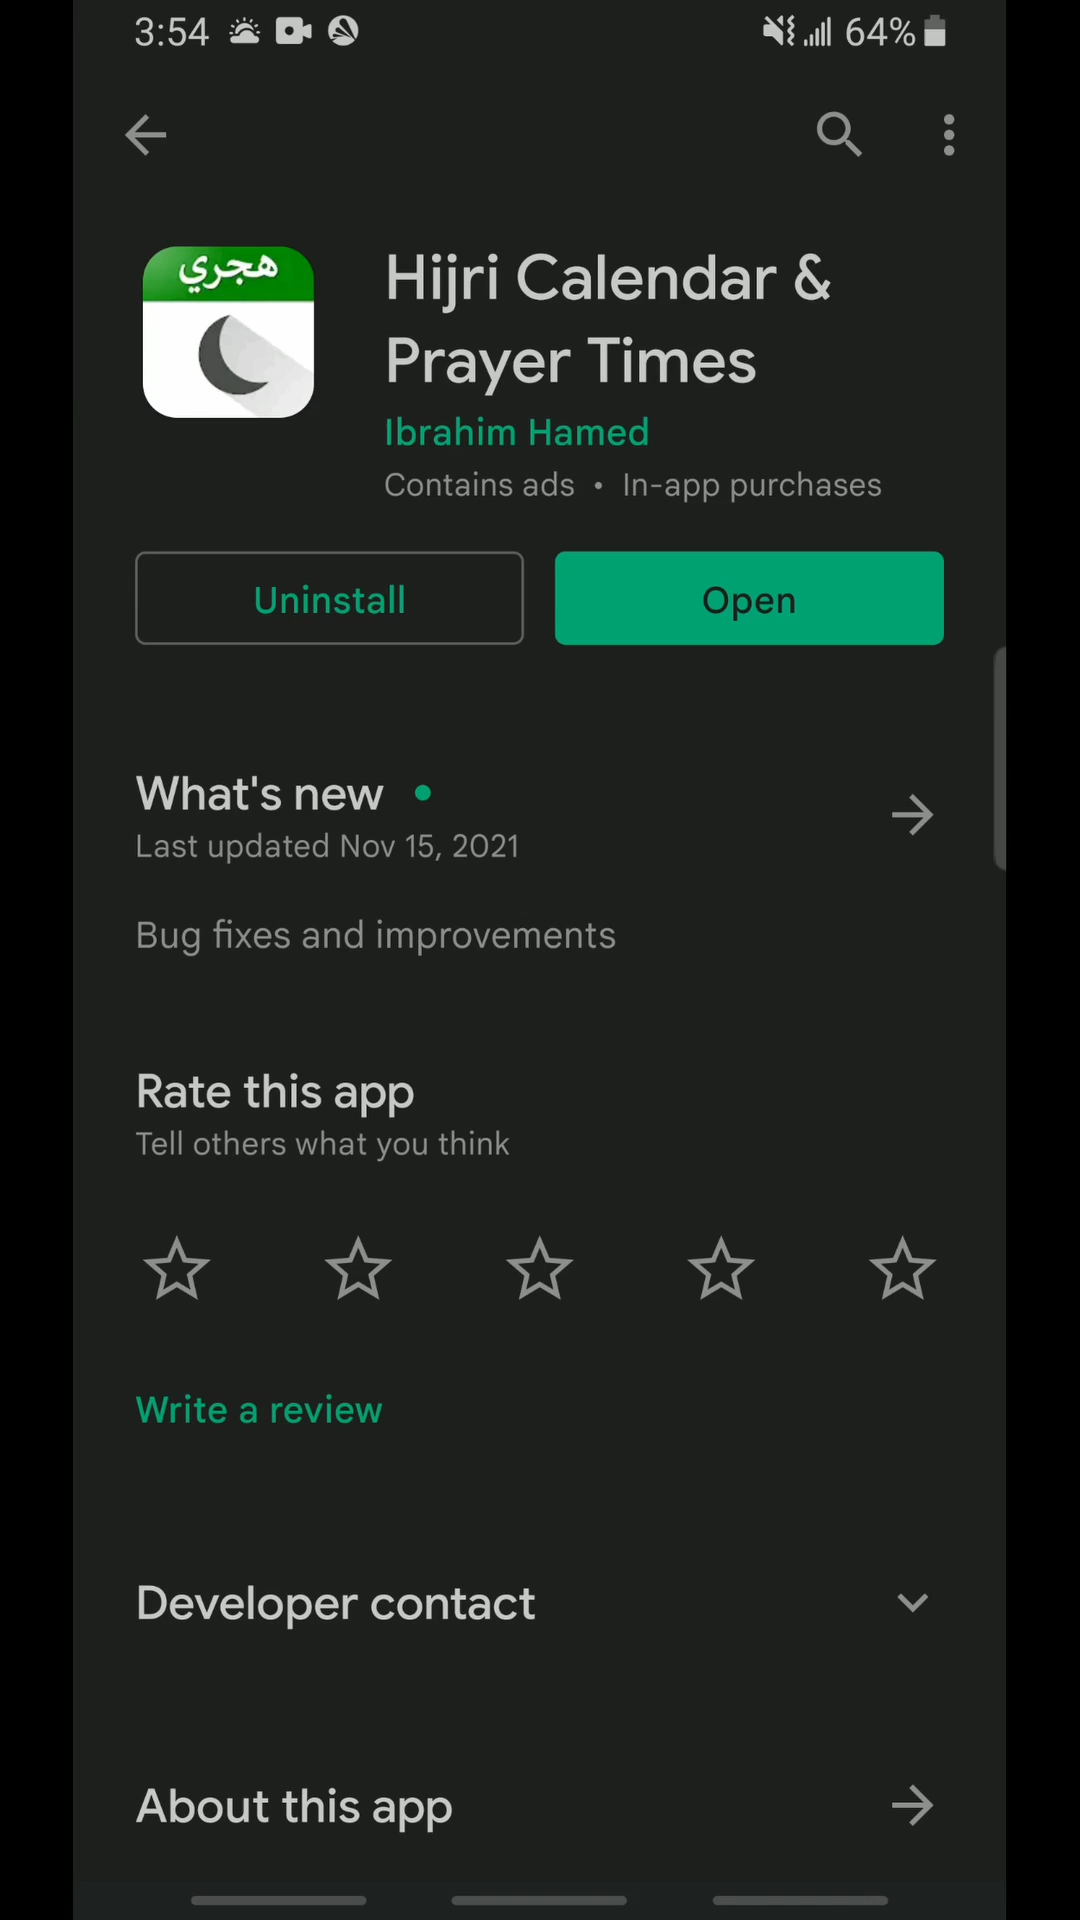 3:54
64%
هجري
Hijri Calendar &
Prayer Times
Ibrahim Hamed
Contains ads • In-app purchases
Uninstall
Open
What's new
Last updated Nov 15, 2021
Bug fixes and improvements
Rate this app
Tell others what you think
Write a review
Developer contact
About this app